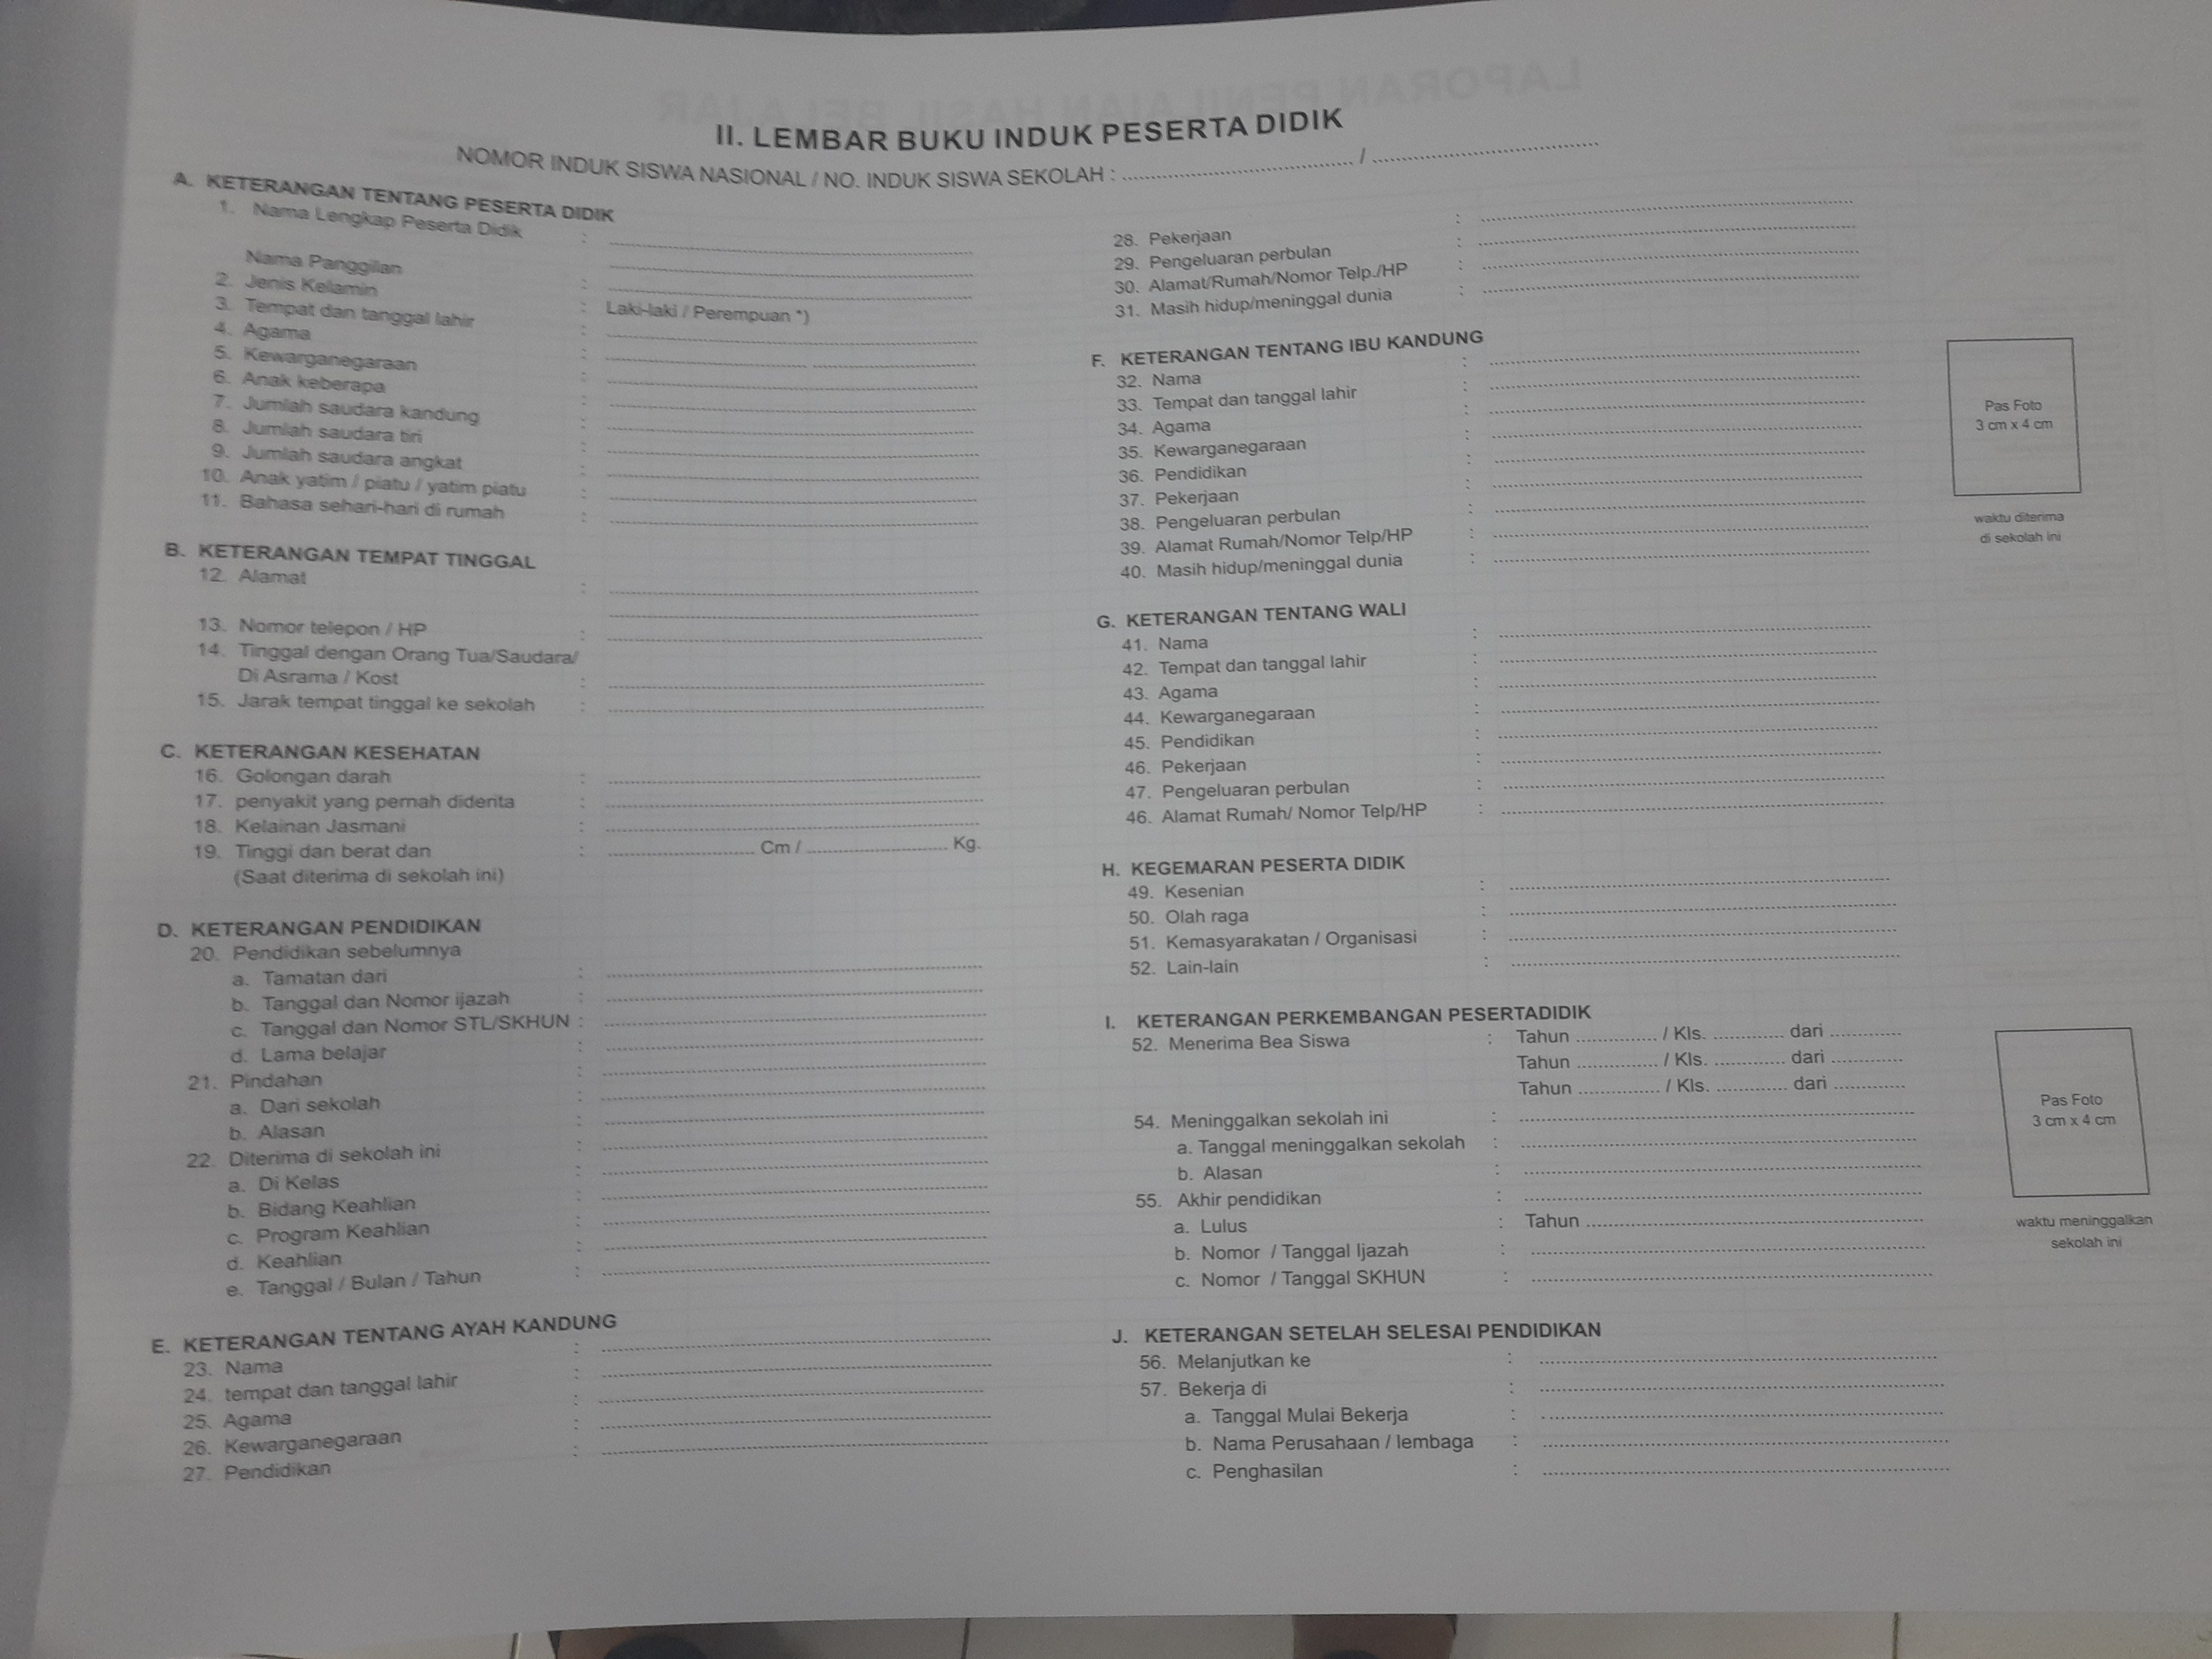 II. LEMBAR BUKU INDUK PESERTA DIDIK
NOMOR INDUK SISWA NASIONAL / NO. INDUK SISWA SEKOLAH : .................... / ....................
A. KETERANGAN TENTANG PESERTA DIDIK
1. Nama Lengkap Peserta Didik :
Nama Panggilan :
2. Jenis Kelamin : Laki-laki / Perempuan *)
3. Tempat dan tanggal lahir :
4. Agama :
5. Kewarganegaraan :
6. Anak keberapa :
7. Jumlah saudara kandung :
8. Jumlah saudara tiri :
9. Jumlah saudara angkat :
10. Anak yatim / piatu / yatim piatu :
11. Bahasa sehari-hari di rumah :
B. KETERANGAN TEMPAT TINGGAL
12. Alamat :
13. Nomor telepon / HP :
14. Tinggal dengan Orang Tua/Saudara/
Di Asrama / Kost :
15. Jarak tempat tinggal ke sekolah :
C. KETERANGAN KESEHATAN
16. Golongan darah :
17. penyakit yang pernah diderita :
18. Kelainan Jasmani :
19. Tinggi dan berat dan : .................... Cm / .................... Kg.
(Saat diterima di sekolah ini)
D. KETERANGAN PENDIDIKAN
20. Pendidikan sebelumnya
a. Tamatan dari :
b. Tanggal dan Nomor ijazah :
c. Tanggal dan Nomor STL/SKHUN :
d. Lama belajar :
21. Pindahan :
a. Dari sekolah :
b. Alasan :
22. Diterima di sekolah ini :
a. Di Kelas :
b. Bidang Keahlian :
c. Program Keahlian :
d. Keahlian :
e. Tanggal / Bulan / Tahun :
E. KETERANGAN TENTANG AYAH KANDUNG
23. Nama :
24. tempat dan tanggal lahir :
25. Agama :
26. Kewarganegaraan :
27. Pendidikan :
28. Pekerjaan :
29. Pengeluaran perbulan :
30. Alamat/Rumah/Nomor Telp./HP :
31. Masih hidup/meninggal dunia :
F. KETERANGAN TENTANG IBU KANDUNG
32. Nama :
33. Tempat dan tanggal lahir :
34. Agama :
35. Kewarganegaraan :
36. Pendidikan :
37. Pekerjaan :
38. Pengeluaran perbulan :
39. Alamat Rumah/Nomor Telp/HP :
40. Masih hidup/meninggal dunia :
G. KETERANGAN TENTANG WALI
41. Nama :
42. Tempat dan tanggal lahir :
43. Agama :
44. Kewarganegaraan :
45. Pendidikan :
46. Pekerjaan :
47. Pengeluaran perbulan :
46. Alamat Rumah/ Nomor Telp/HP :
H. KEGEMARAN PESERTA DIDIK
49. Kesenian :
50. Olah raga :
51. Kemasyarakatan / Organisasi :
52. Lain-lain :
I. KETERANGAN PERKEMBANGAN PESERTADIDIK
52. Menerima Bea Siswa : Tahun .............. / Kls. ............ dari ............
Tahun .............. / Kls. ............ dari ............
Tahun .............. / Kls. ............ dari ............
54. Meninggalkan sekolah ini :
a. Tanggal meninggalkan sekolah :
b. Alasan :
55. Akhir pendidikan :
a. Lulus : Tahun ....................
b. Nomor / Tanggal Ijazah :
c. Nomor / Tanggal SKHUN :
J. KETERANGAN SETELAH SELESAI PENDIDIKAN
56. Melanjutkan ke :
57. Bekerja di :
a. Tanggal Mulai Bekerja :
b. Nama Perusahaan / lembaga :
c. Penghasilan :
Pas Foto
3 cm x 4 cm
waktu diterima
di sekolah ini
Pas Foto
3 cm x 4 cm
waktu meninggalkan
sekolah ini